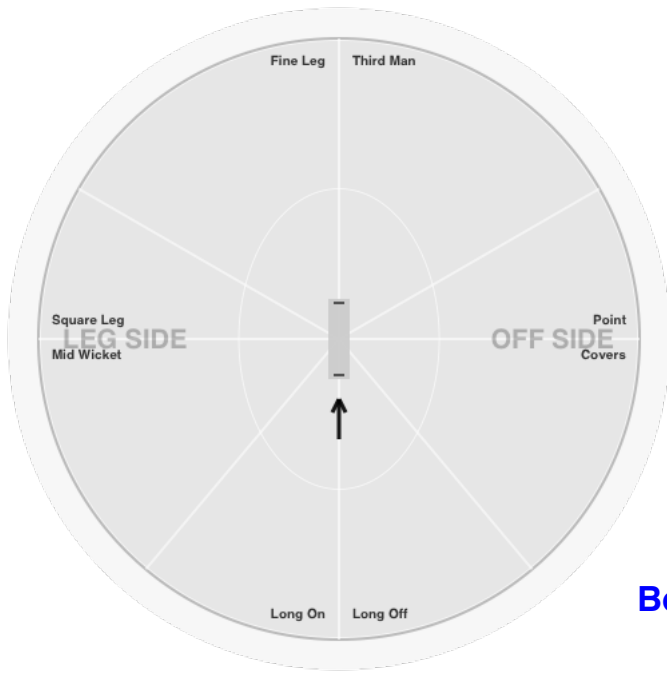 Fine Leg Third Man
Square Leg Point
LEG SIDE OFF SIDE
Mid Wicket Covers
Long On Long Off